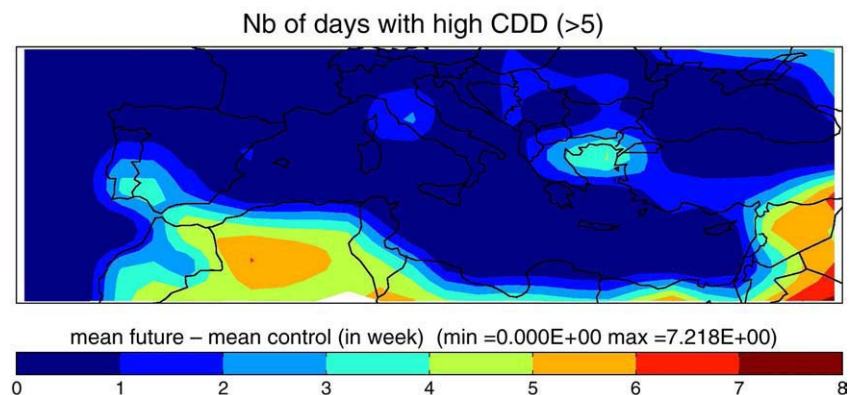 Nb of days with high CDD (>5)
mean future – mean control (in week) (min =0.000E+00 max =7.218E+00)
0 1 2 3 4 5 6 7 8